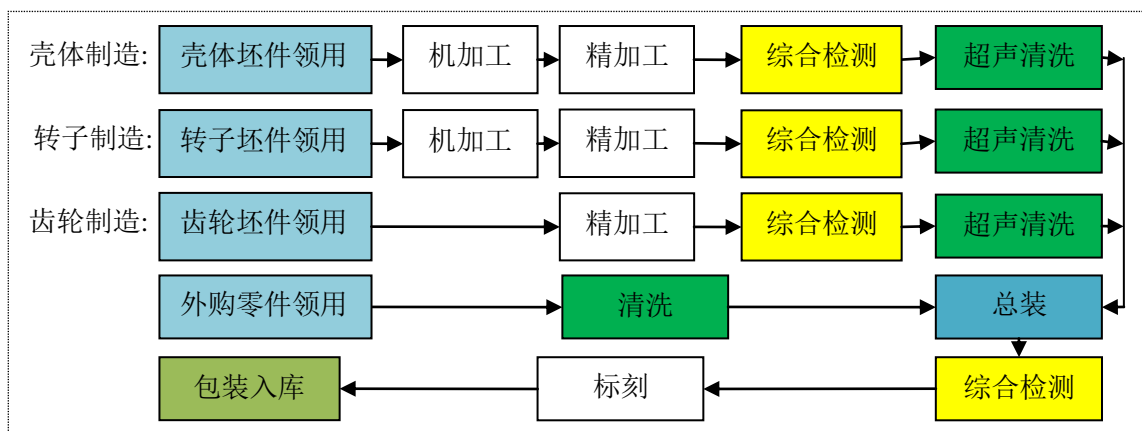 壳体制造: 壳体坯件领用 机加工 精加工 综合检测 超声清洗
转子制造: 转子坯件领用 机加工 精加工 综合检测 超声清洗
齿轮制造: 齿轮坯件领用 精加工 综合检测 超声清洗
外购零件领用 清洗 总装
包装入库 标刻 综合检测